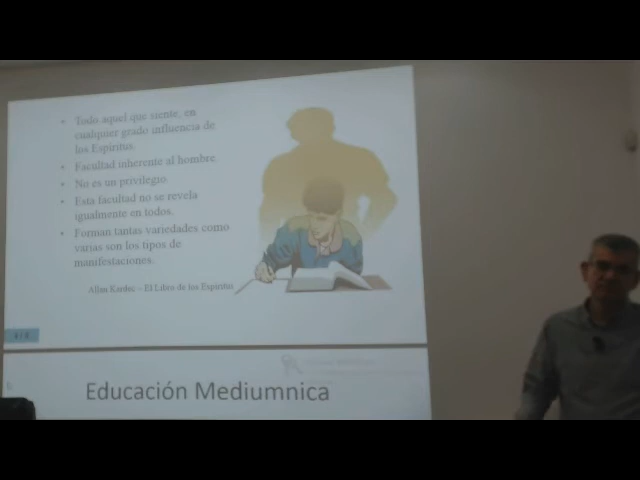 • Todo aquel que siente, en
cualquier grado influencia de
los Espíritus.
• Facultad inherente al hombre.
• No es un privilegio.
• Esta facultad no se revela
igualmente en todos.
• Forman tantas variedades como
varias son los tipos de
manifestaciones.
Allan Kardec – El Libro de los Espíritus
Educación Mediumnica